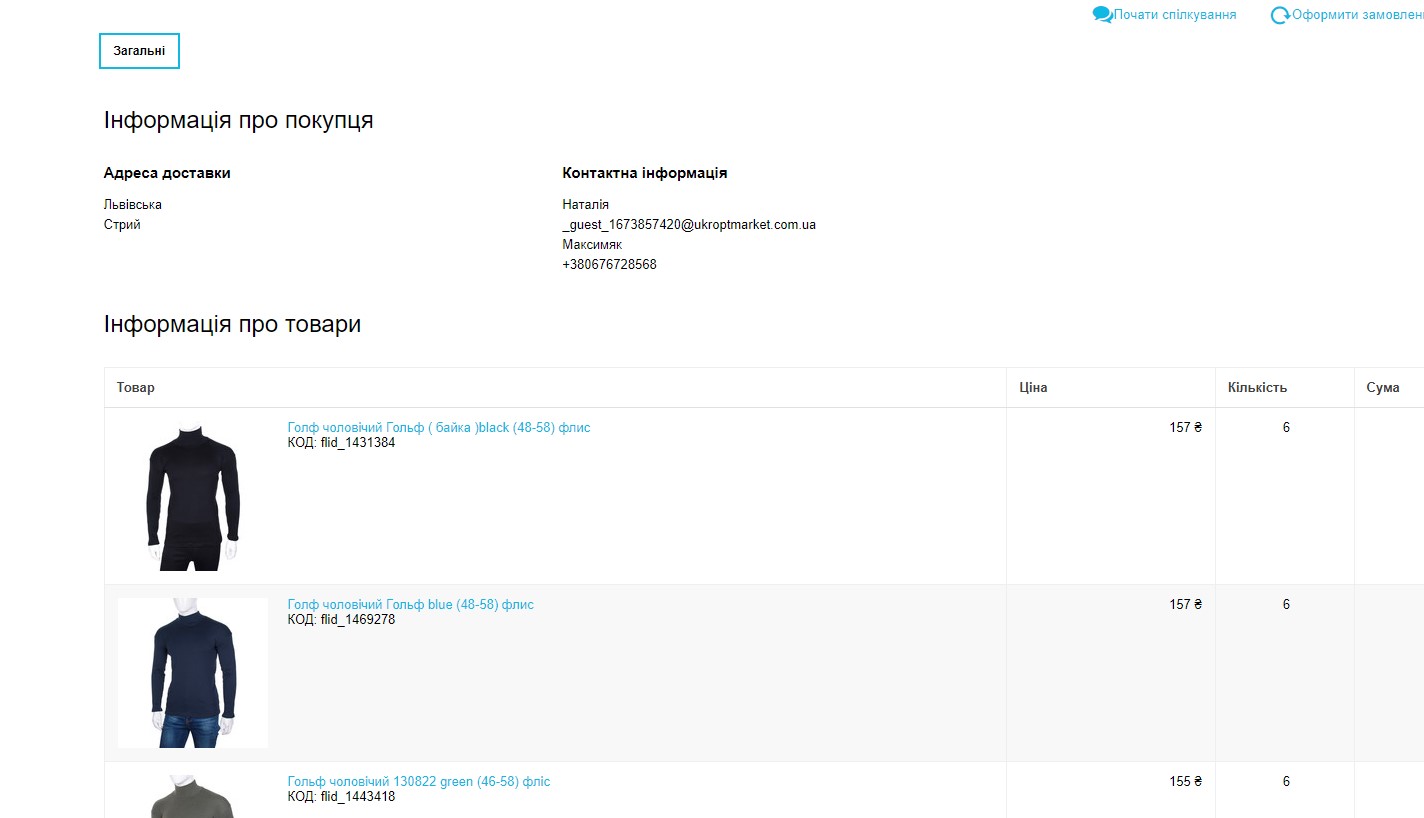 Почати спілкування
Оформити замовлен
Загальні
Інформація про покупця
Адреса доставки
Контактна інформація
Львівська
Наталія
Стрий
_guest_1673857420@ukroptmarket.com.ua
Максимяк
+380676728568
Інформація про товари
Товар
Ціна
Кількість
Сума
Голф чоловічий Гольф ( байка )black (48-58) флис
157 ₴
6
КОД: flid_1431384
Голф чоловічий Гольф blue (48-58) флис
157 ₴
6
КОД: flid_1469278
Гольф чоловічий 130822 green (46-58) фліс
155 ₴
6
КОД: flid_1443418